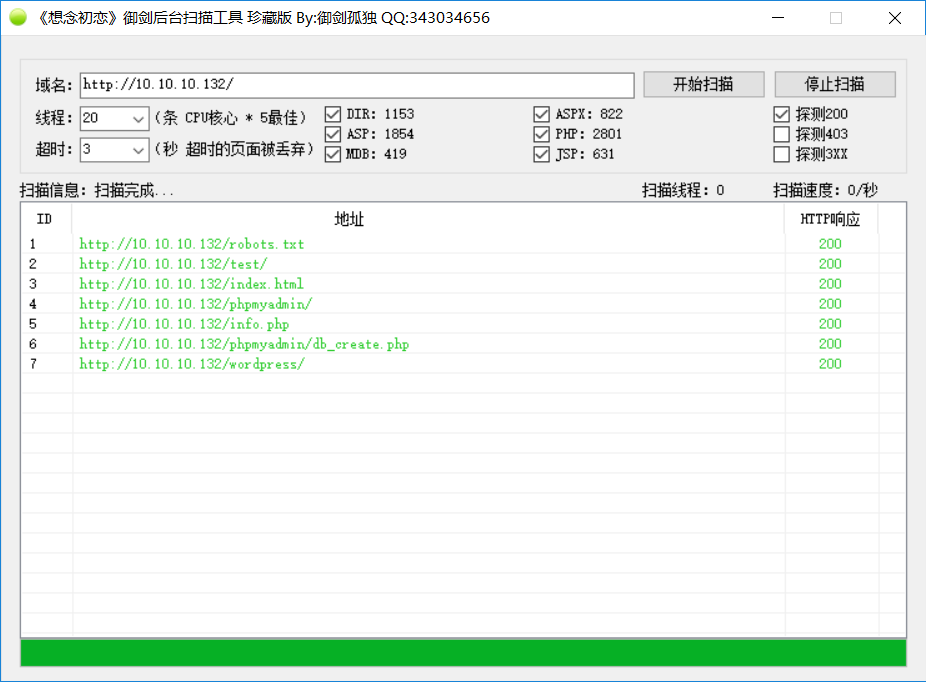 《想念初恋》御剑后台扫描工具 珍藏版 By:御剑孤独 QQ:343034656
域名: http://10.10.10.132/ 开始扫描 停止扫描
线程: 20 (条 CPU核心 * 5最佳) DIR: 1153 ASPX: 822 探测200
ASP: 1854 PHP: 2801 探测403
超时: 3 (秒 超时的页面被丢弃) MDB: 419 JSP: 631 探测3XX
扫描信息: 扫描完成... 扫描线程: 0 扫描速度: 0/秒
ID 地址 HTTP响应
1 http://10.10.10.132/robots.txt 200
2 http://10.10.10.132/test/ 200
3 http://10.10.10.132/index.html 200
4 http://10.10.10.132/phpmyadmin/ 200
5 http://10.10.10.132/info.php 200
6 http://10.10.10.132/phpmyadmin/db_create.php 200
7 http://10.10.10.132/wordpress/ 200